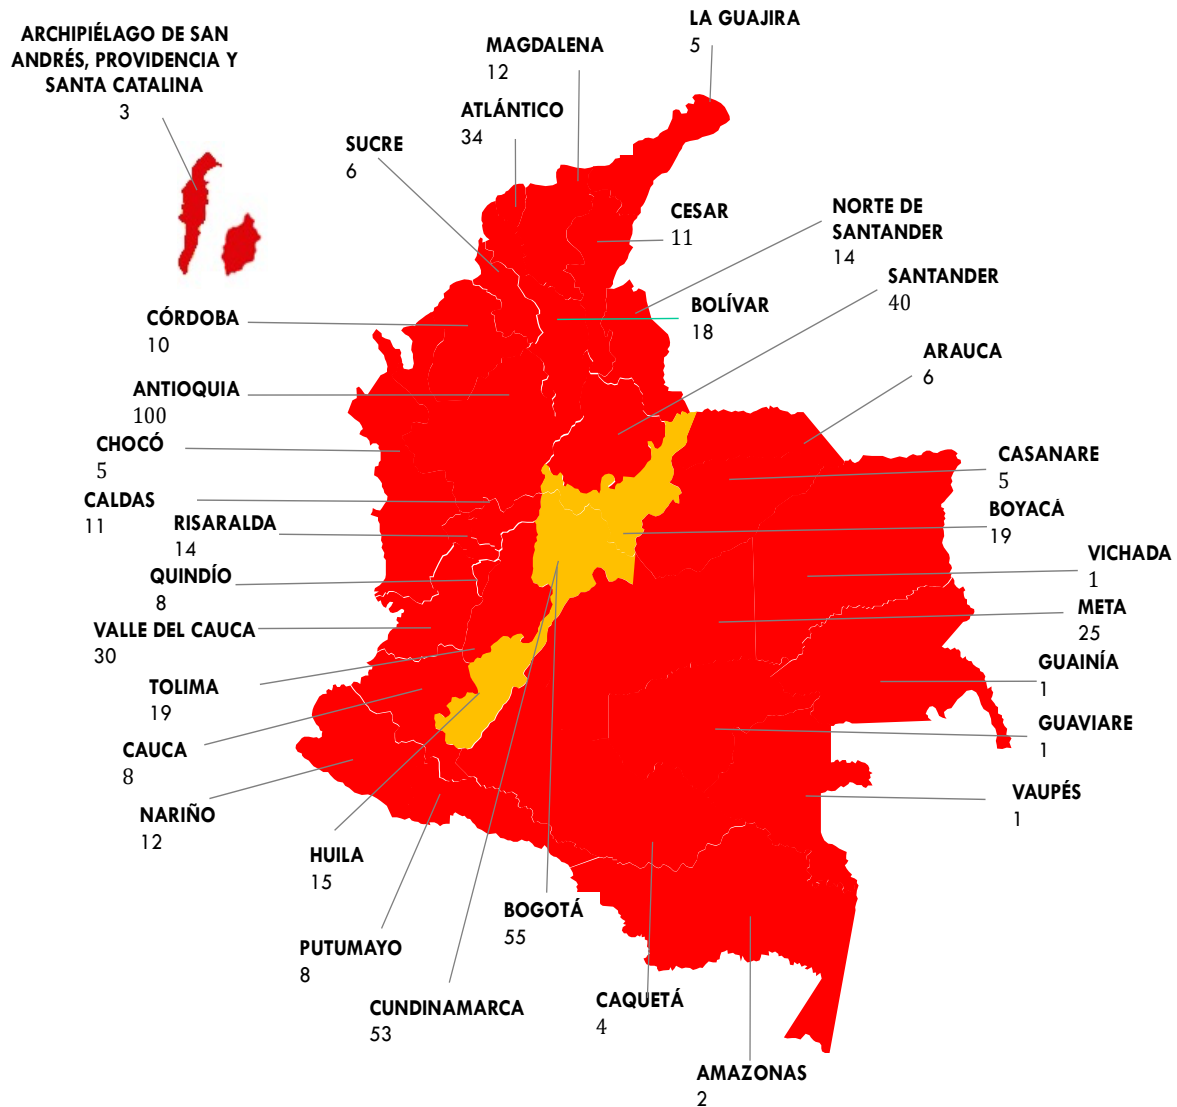 LA GUAJIRA
5
ARCHIPIÉLAGO DE SAN
ANDRÉS, PROVIDENCIA Y
SANTA CATALINA
3
MAGDALENA
12
ATLÁNTICO
34
SUCRE
6
CESAR
11
NORTE DE
SANTANDER
14
SANTANDER
40
BOLÍVAR
18
CÓRDOBA
10
ARAUCA
6
ANTIOQUIA
100
CHOCÓ
5
CASANARE
5
CALDAS
11
BOYACÁ
19
RISARALDA
14
VICHADA
1
QUINDÍO
8
META
25
VALLE DEL CAUCA
30
GUAINÍA
1
TOLIMA
19
GUAVIARE
1
CAUCA
8
VAUPÉS
1
NARIÑO
12
HUILA
15
BOGOTÁ
55
PUTUMAYO
8
CUNDINAMARCA
53
CAQUETÁ
4
AMAZONAS
2